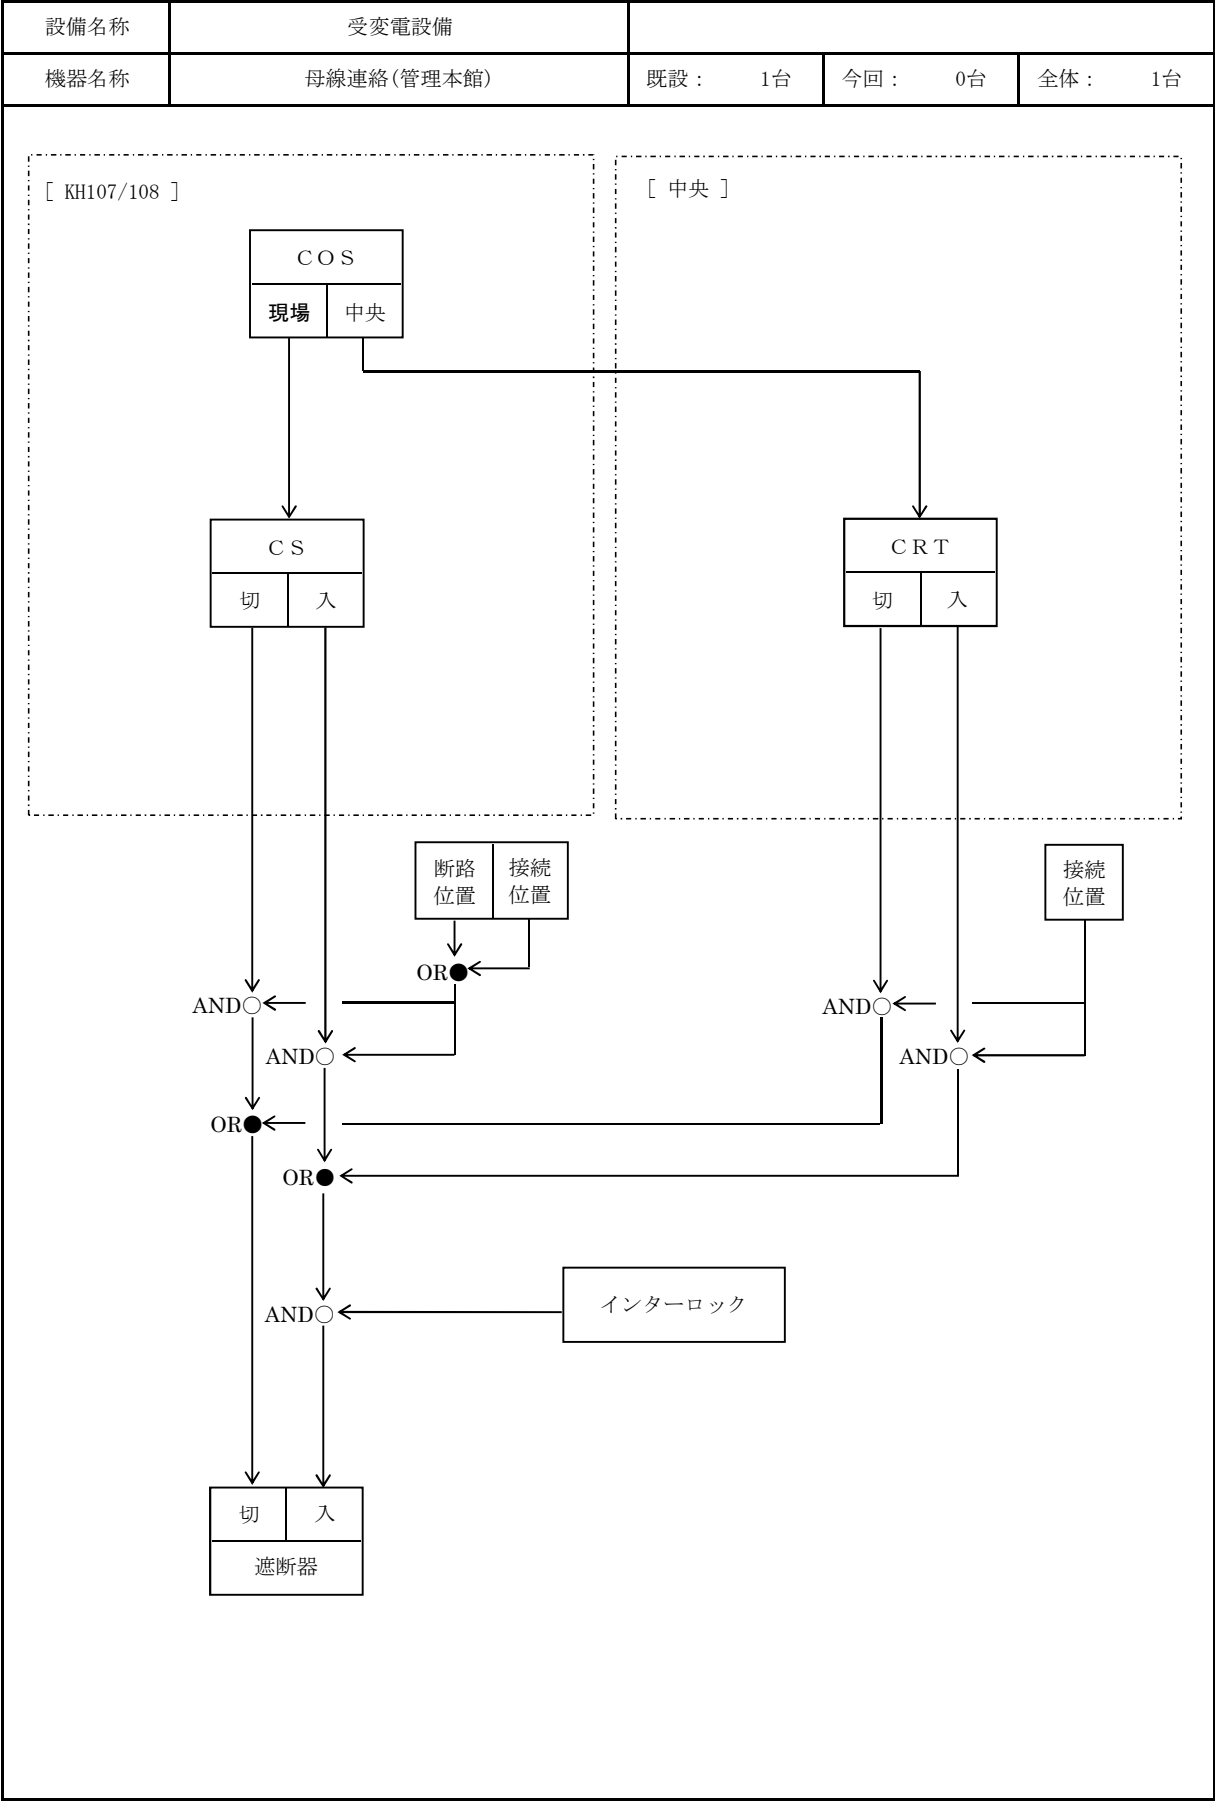 設備名称 受変電設備
機器名称 母線連絡(管理本館) 既設： 1台 今回： 0台 全体： 1台
[ KH107/108 ]
[ 中央 ]
ＣＯＳ
現場 中央
ＣＳ
切 入
ＣＲＴ
切 入
断路
位置
接続
位置
接続
位置
OR●
AND○
AND○
AND○
AND○
OR●
OR●
AND○
インターロック
切 入
遮断器